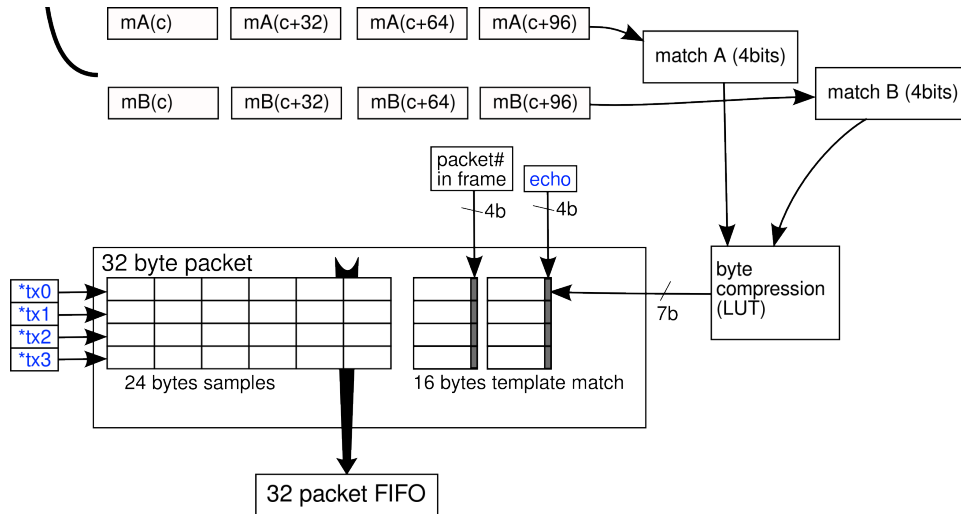 mA(c) mA(c+32) mA(c+64) mA(c+96)
match A (4bits)
mB(c) mB(c+32) mB(c+64) mB(c+96)
match B (4bits)
packet#
in frame
echo
4b 4b
32 byte packet
byte
compression
(LUT)
7b
*tx0
*tx1
*tx2
*tx3
24 bytes samples
16 bytes template match
32 packet FIFO